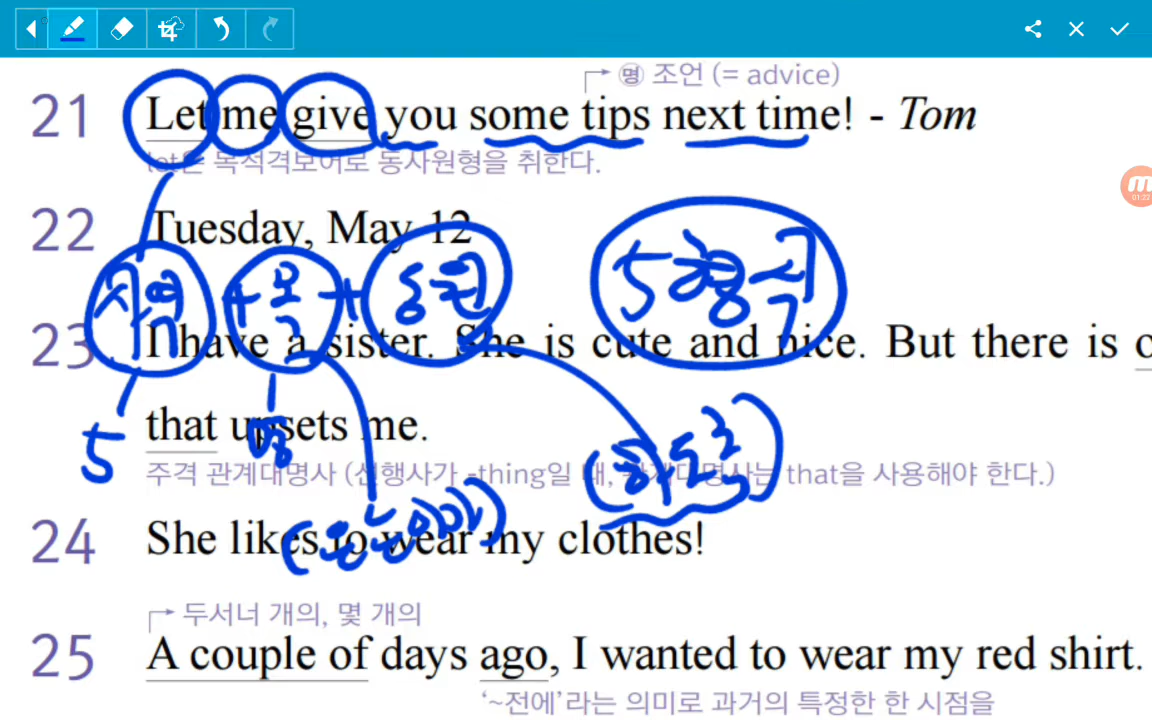 명 조언 (= advice)
21 Let me give you some tips next time! - Tom
let은 목적격보어로 동사원형을 취한다.
22 Tuesday, May 12
사역 + 목 + 동원 5형식
23 I have a sister. She is cute and nice. But there is
5
that upsets me.
주격 관계대명사 (선행사가 -thing일 때, 관계대명사는 that을 사용해야 한다.)
24 She likes to wear my clothes!
두서너 개의, 몇 개의
25 A couple of days ago, I wanted to wear my red shirt.
‘~전에’라는 의미로 과거의 특정한 한 시점을
01:22